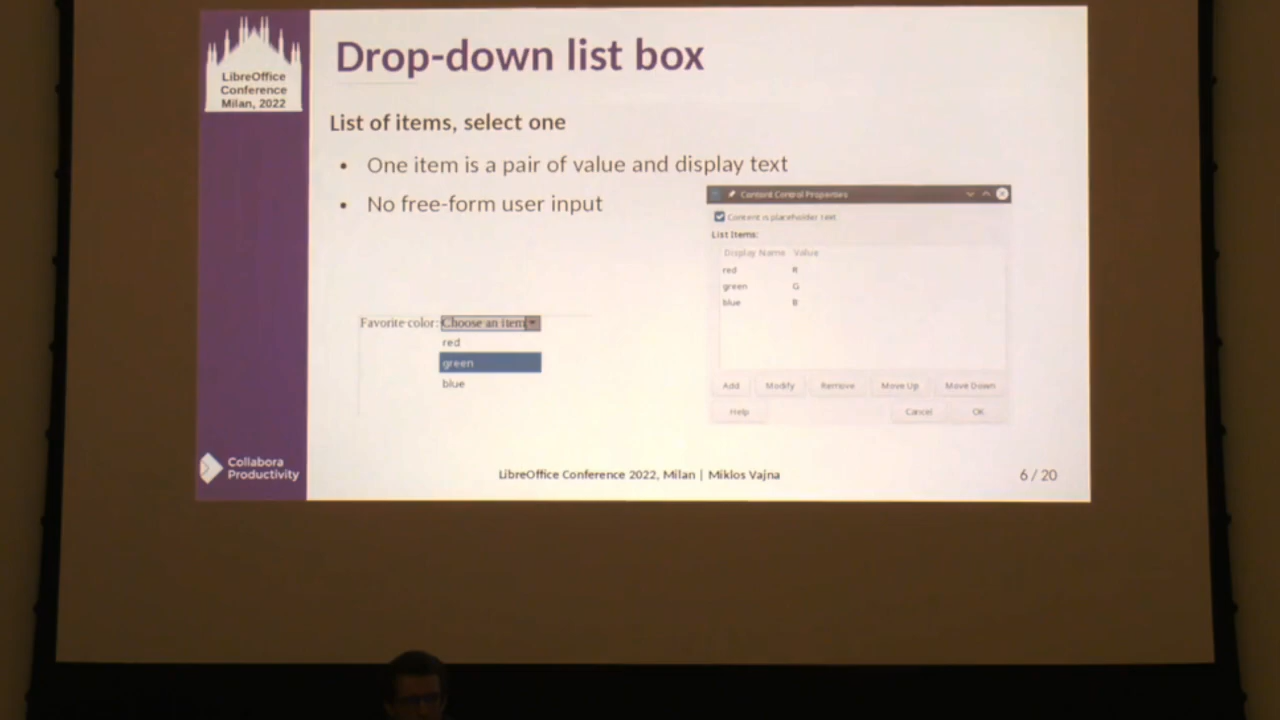 LibreOffice
Conference
Milan, 2022
Drop-down list box
List of items, select one
• One item is a pair of value and display text
• No free-form user input
Content Control Properties
Content is placeholder text
List Items:
Display Name Value
red R
green G
blue B
Add Modify Remove Move Up Move Down
Help Cancel OK
Favorite color: Choose an item
red
green
blue
Collabora
Productivity
LibreOffice Conference 2022, Milan | Miklos Vajna
6 / 20